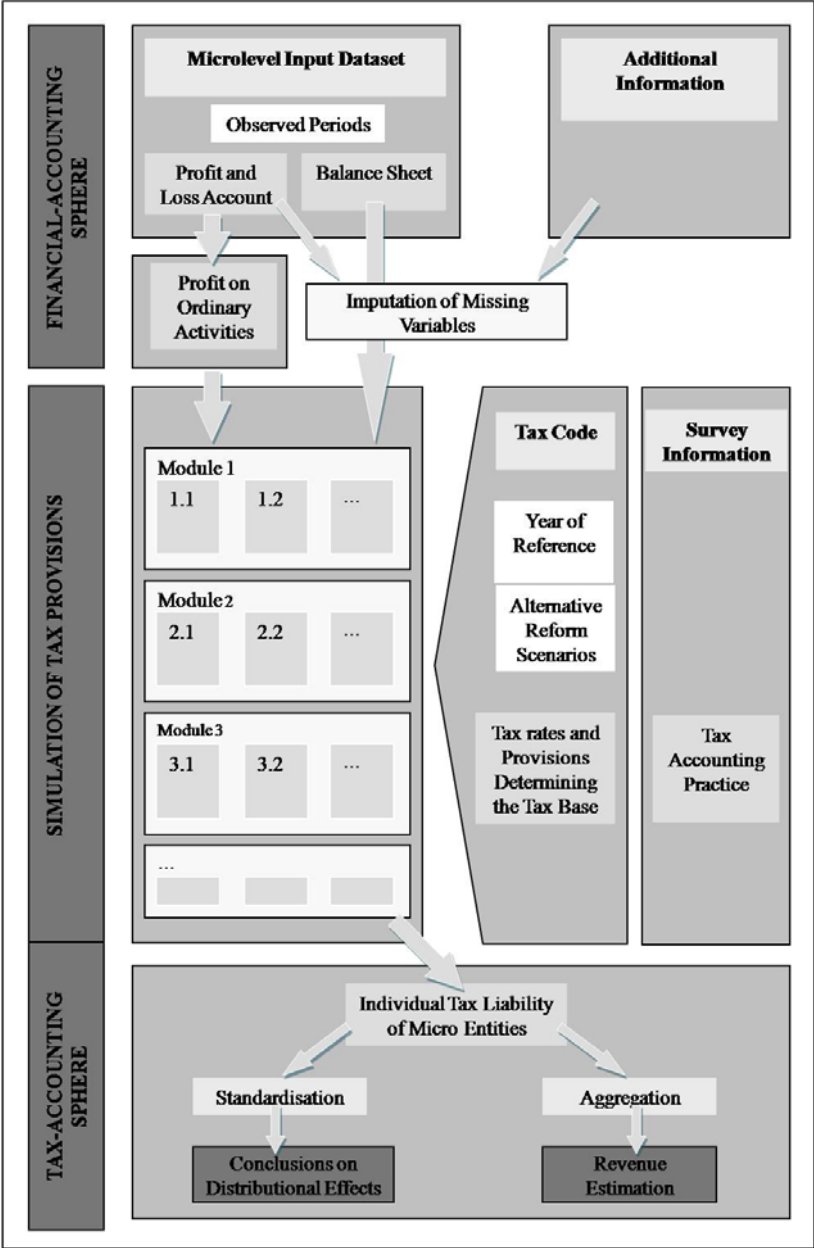 FINANCIAL-ACCOUNTING
SPHERE
Microlevel Input Dataset
Observed Periods
Profit and
Loss Account
Balance Sheet
Additional
Information
Profit on
Ordinary
Activities
Imputation of Missing
Variables
SIMULATION OF TAX PROVISIONS
Module 1
1.1
1.2
...
Module 2
2.1
2.2
...
Module 3
3.1
3.2
...
...
Tax Code
Year of
Reference
Alternative
Reform
Scenarios
Tax rates and
Provisions
Determining
the Tax Base
Survey
Information
Tax
Accounting
Practice
TAX-ACCOUNTING
SPHERE
Individual Tax Liability
of Micro Entities
Standardisation
Aggregation
Conclusions on
Distributional Effects
Revenue
Estimation